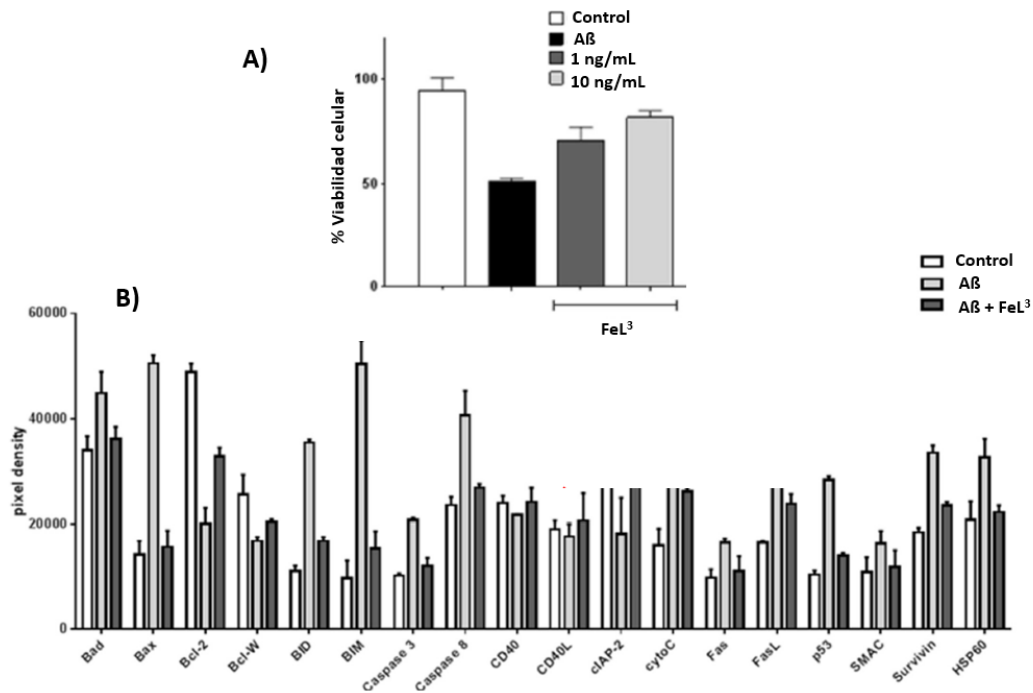 Control
Aß
1 ng/mL
10 ng/mL
A)
% Viabilidad celular
100
50
0
FeL³
Control
Aß
Aß + FeL³
B)
pixel density
60000
40000
20000
0
Bad
Bax
Bcl-2
Bcl-W
BID
BIM
Caspase 3
Caspase 8
CD40
CD40L
cIAP-2
cytoC
Fas
FasL
p53
SMAC
Survivin
HSP60